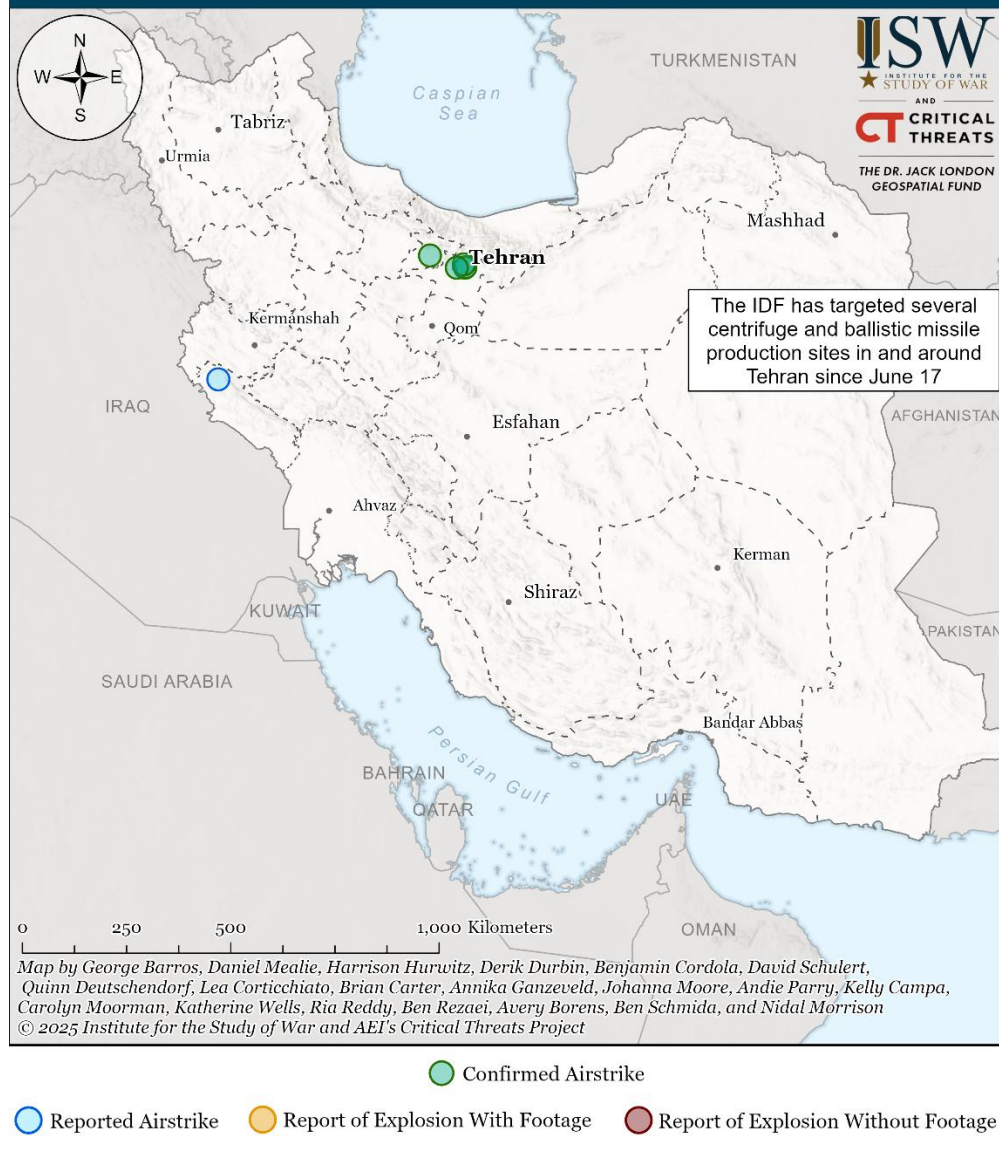 N
W
E
S
ISW
INSTITUTE FOR THE
STUDY OF WAR
AND
CT CRITICAL
THREATS
THE DR. JACK LONDON
GEOSPATIAL FUND
TURKMENISTAN
Caspian
Sea
Tabriz
Urmia
Mashhad
Tehran
Kermanshah
Qom
The IDF has targeted several
centrifuge and ballistic missile
production sites in and around
Tehran since June 17
IRAQ
AFGHANISTAN
Esfahan
Ahvaz
Kerman
Shiraz
KUWAIT
PAKISTAN
SAUDI ARABIA
Bandar Abbas
Persian Gulf
BAHRAIN
QATAR
UAE
OMAN
0 250 500 1,000 Kilometers
Map by George Barros, Daniel Mealie, Harrison Hurwitz, Derik Durbin, Benjamin Cordola, David Schulert,
Quinn Deutschendorf, Lea Corticchiato, Brian Carter, Annika Ganzeveld, Johanna Moore, Andie Parry, Kelly Campa,
Carolyn Moorman, Katherine Wells, Ria Reddy, Ben Rezaei, Avery Borens, Ben Schmida, and Nidal Morrison
© 2025 Institute for the Study of War and AEI's Critical Threats Project
Confirmed Airstrike
Reported Airstrike
Report of Explosion With Footage
Report of Explosion Without Footage